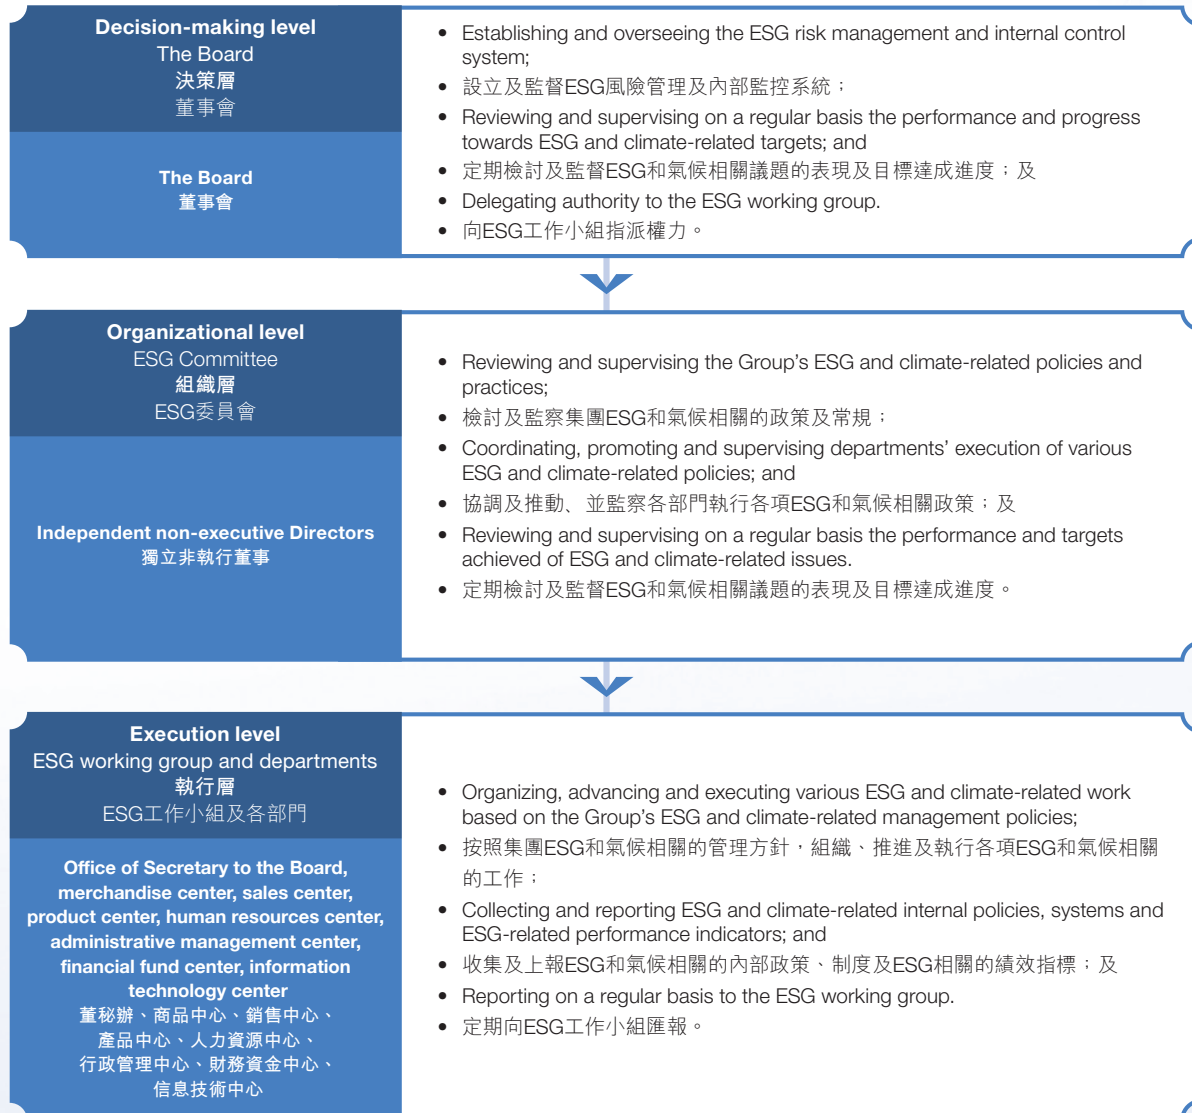 Decision-making level
The Board
決策層
董事會
The Board
董事會
• Establishing and overseeing the ESG risk management and internal control
system;
• 設立及監督ESG風險管理及內部監控系統；
• Reviewing and supervising on a regular basis the performance and progress
towards ESG and climate-related targets; and
• 定期檢討及監督ESG和氣候相關議題的表現及目標達成進度；及
• Delegating authority to the ESG working group.
• 向ESG工作小組指派權力。
Organizational level
ESG Committee
組織層
ESG委員會
Independent non-executive Directors
獨立非執行董事
• Reviewing and supervising the Group’s ESG and climate-related policies and
practices;
• 檢討及監察集團ESG和氣候相關的政策及常規；
• Coordinating, promoting and supervising departments’ execution of various
ESG and climate-related policies; and
• 協調及推動、並監察各部門執行各項ESG和氣候相關政策；及
• Reviewing and supervising on a regular basis the performance and targets
achieved of ESG and climate-related issues.
• 定期檢討及監督ESG和氣候相關議題的表現及目標達成進度。
Execution level
ESG working group and departments
執行層
ESG工作小組及各部門
Office of Secretary to the Board,
merchandise center, sales center,
product center, human resources center,
administrative management center,
financial fund center, information
technology center
董秘辦、商品中心、銷售中心、
產品中心、人力資源中心、
行政管理中心、財務資金中心、
信息技術中心
• Organizing, advancing and executing various ESG and climate-related work
based on the Group’s ESG and climate-related management policies;
• 按照集團ESG和氣候相關的管理方針，組織、推進及執行各項ESG和氣候相關
的工作；
• Collecting and reporting ESG and climate-related internal policies, systems and
ESG-related performance indicators; and
• 收集及上報ESG和氣候相關的內部政策、制度及ESG相關的績效指標；及
• Reporting on a regular basis to the ESG working group.
• 定期向ESG工作小組匯報。